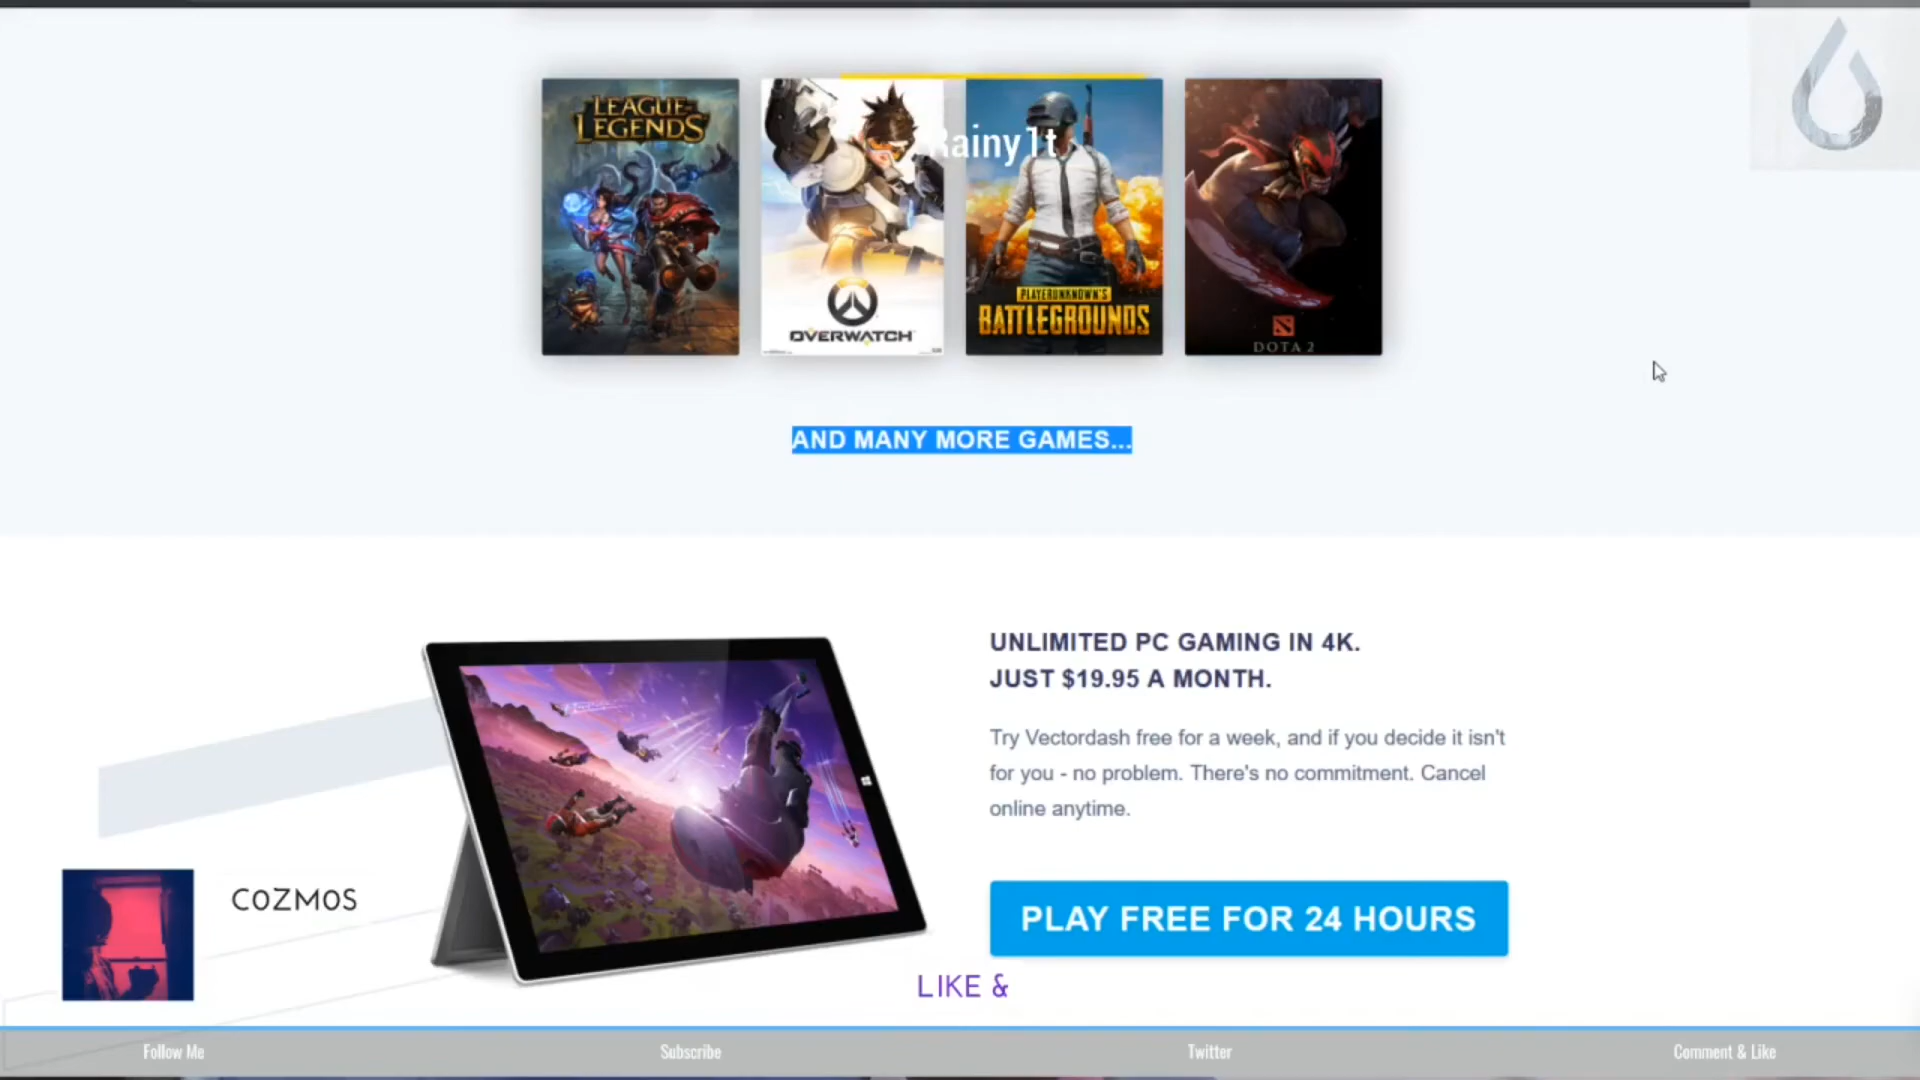 LEAGUE OF
LEGENDS
OVERWATCH
Rainy1t
PLAYERUNKNOWN'S
BATTLEGROUNDS
DOTA 2
AND MANY MORE GAMES...
UNLIMITED PC GAMING IN 4K.
JUST $19.95 A MONTH.
Try Vectordash free for a week, and if you decide it isn't
for you - no problem. There's no commitment. Cancel
online anytime.
PLAY FREE FOR 24 HOURS
COZMOS
LIKE &
Follow Me
Subscribe
Twitter
Comment & Like